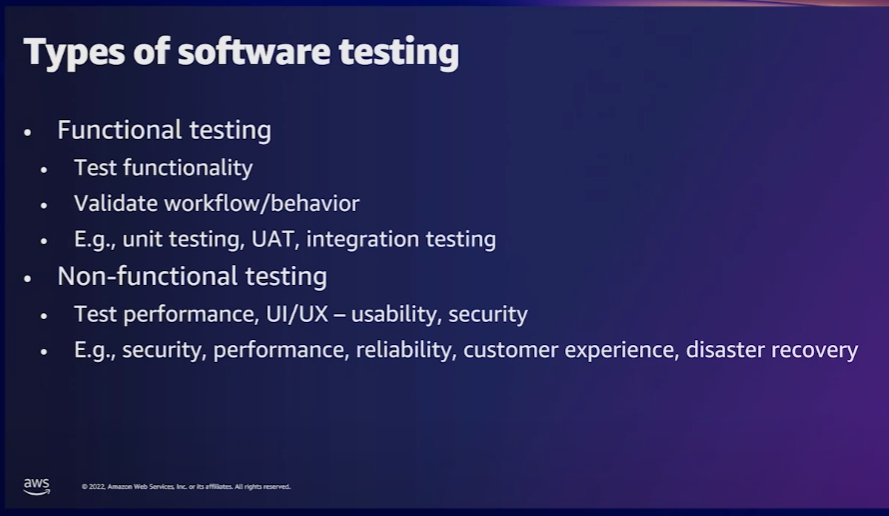 Types of software testing
• Functional testing
• Test functionality
• Validate workflow/behavior
• E.g., unit testing, UAT, integration testing
• Non-functional testing
• Test performance, UI/UX – usability, security
• E.g., security, performance, reliability, customer experience, disaster recovery
aws
© 2022, Amazon Web Services, Inc. or its affiliates. All rights reserved.